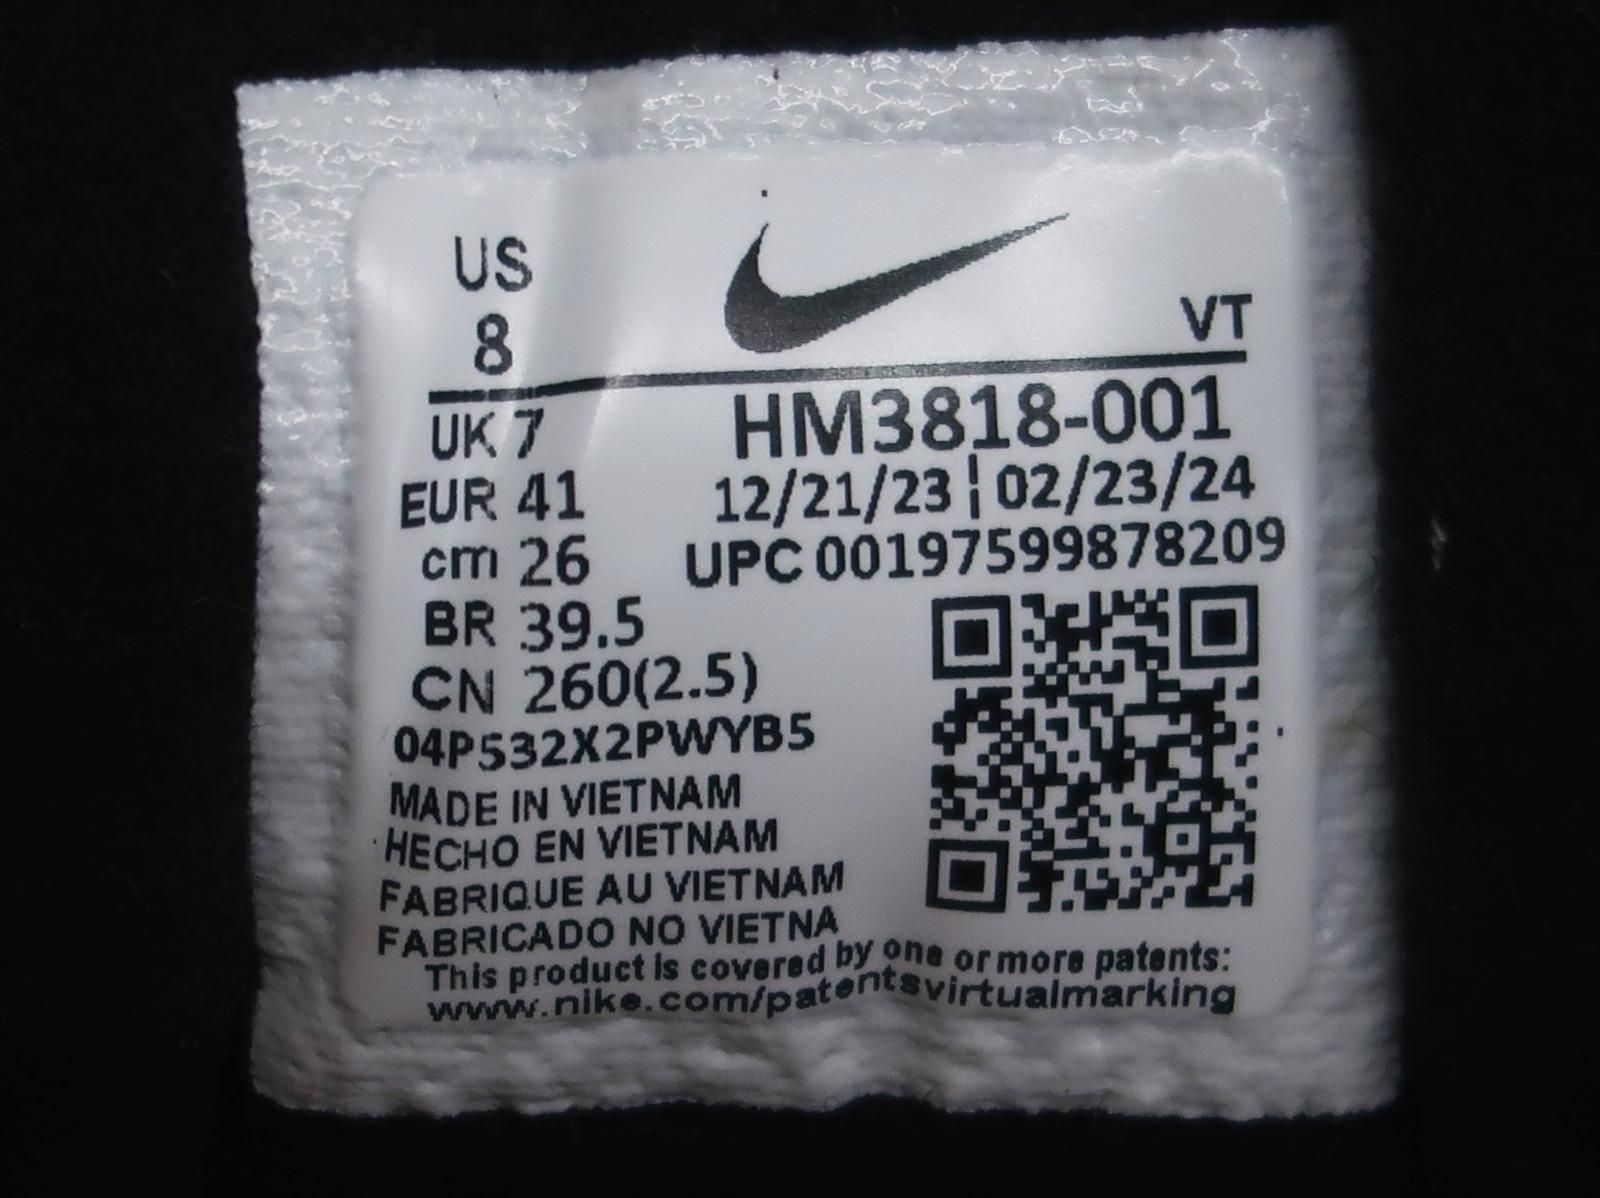 US
8
VT
UK 7
HM3818-001
EUR 41
12/21/23 ¦ 02/23/24
cm 26
UPC 00197599878209
BR 39.5
CN 260(2.5)
04P532X2PWYB5
MADE IN VIETNAM
HECHO EN VIETNAM
FABRIQUE AU VIETNAM
FABRICADO NO VIETNA
This product is covered by one or more patents:
www.nike.com/patentsvirtualmarking